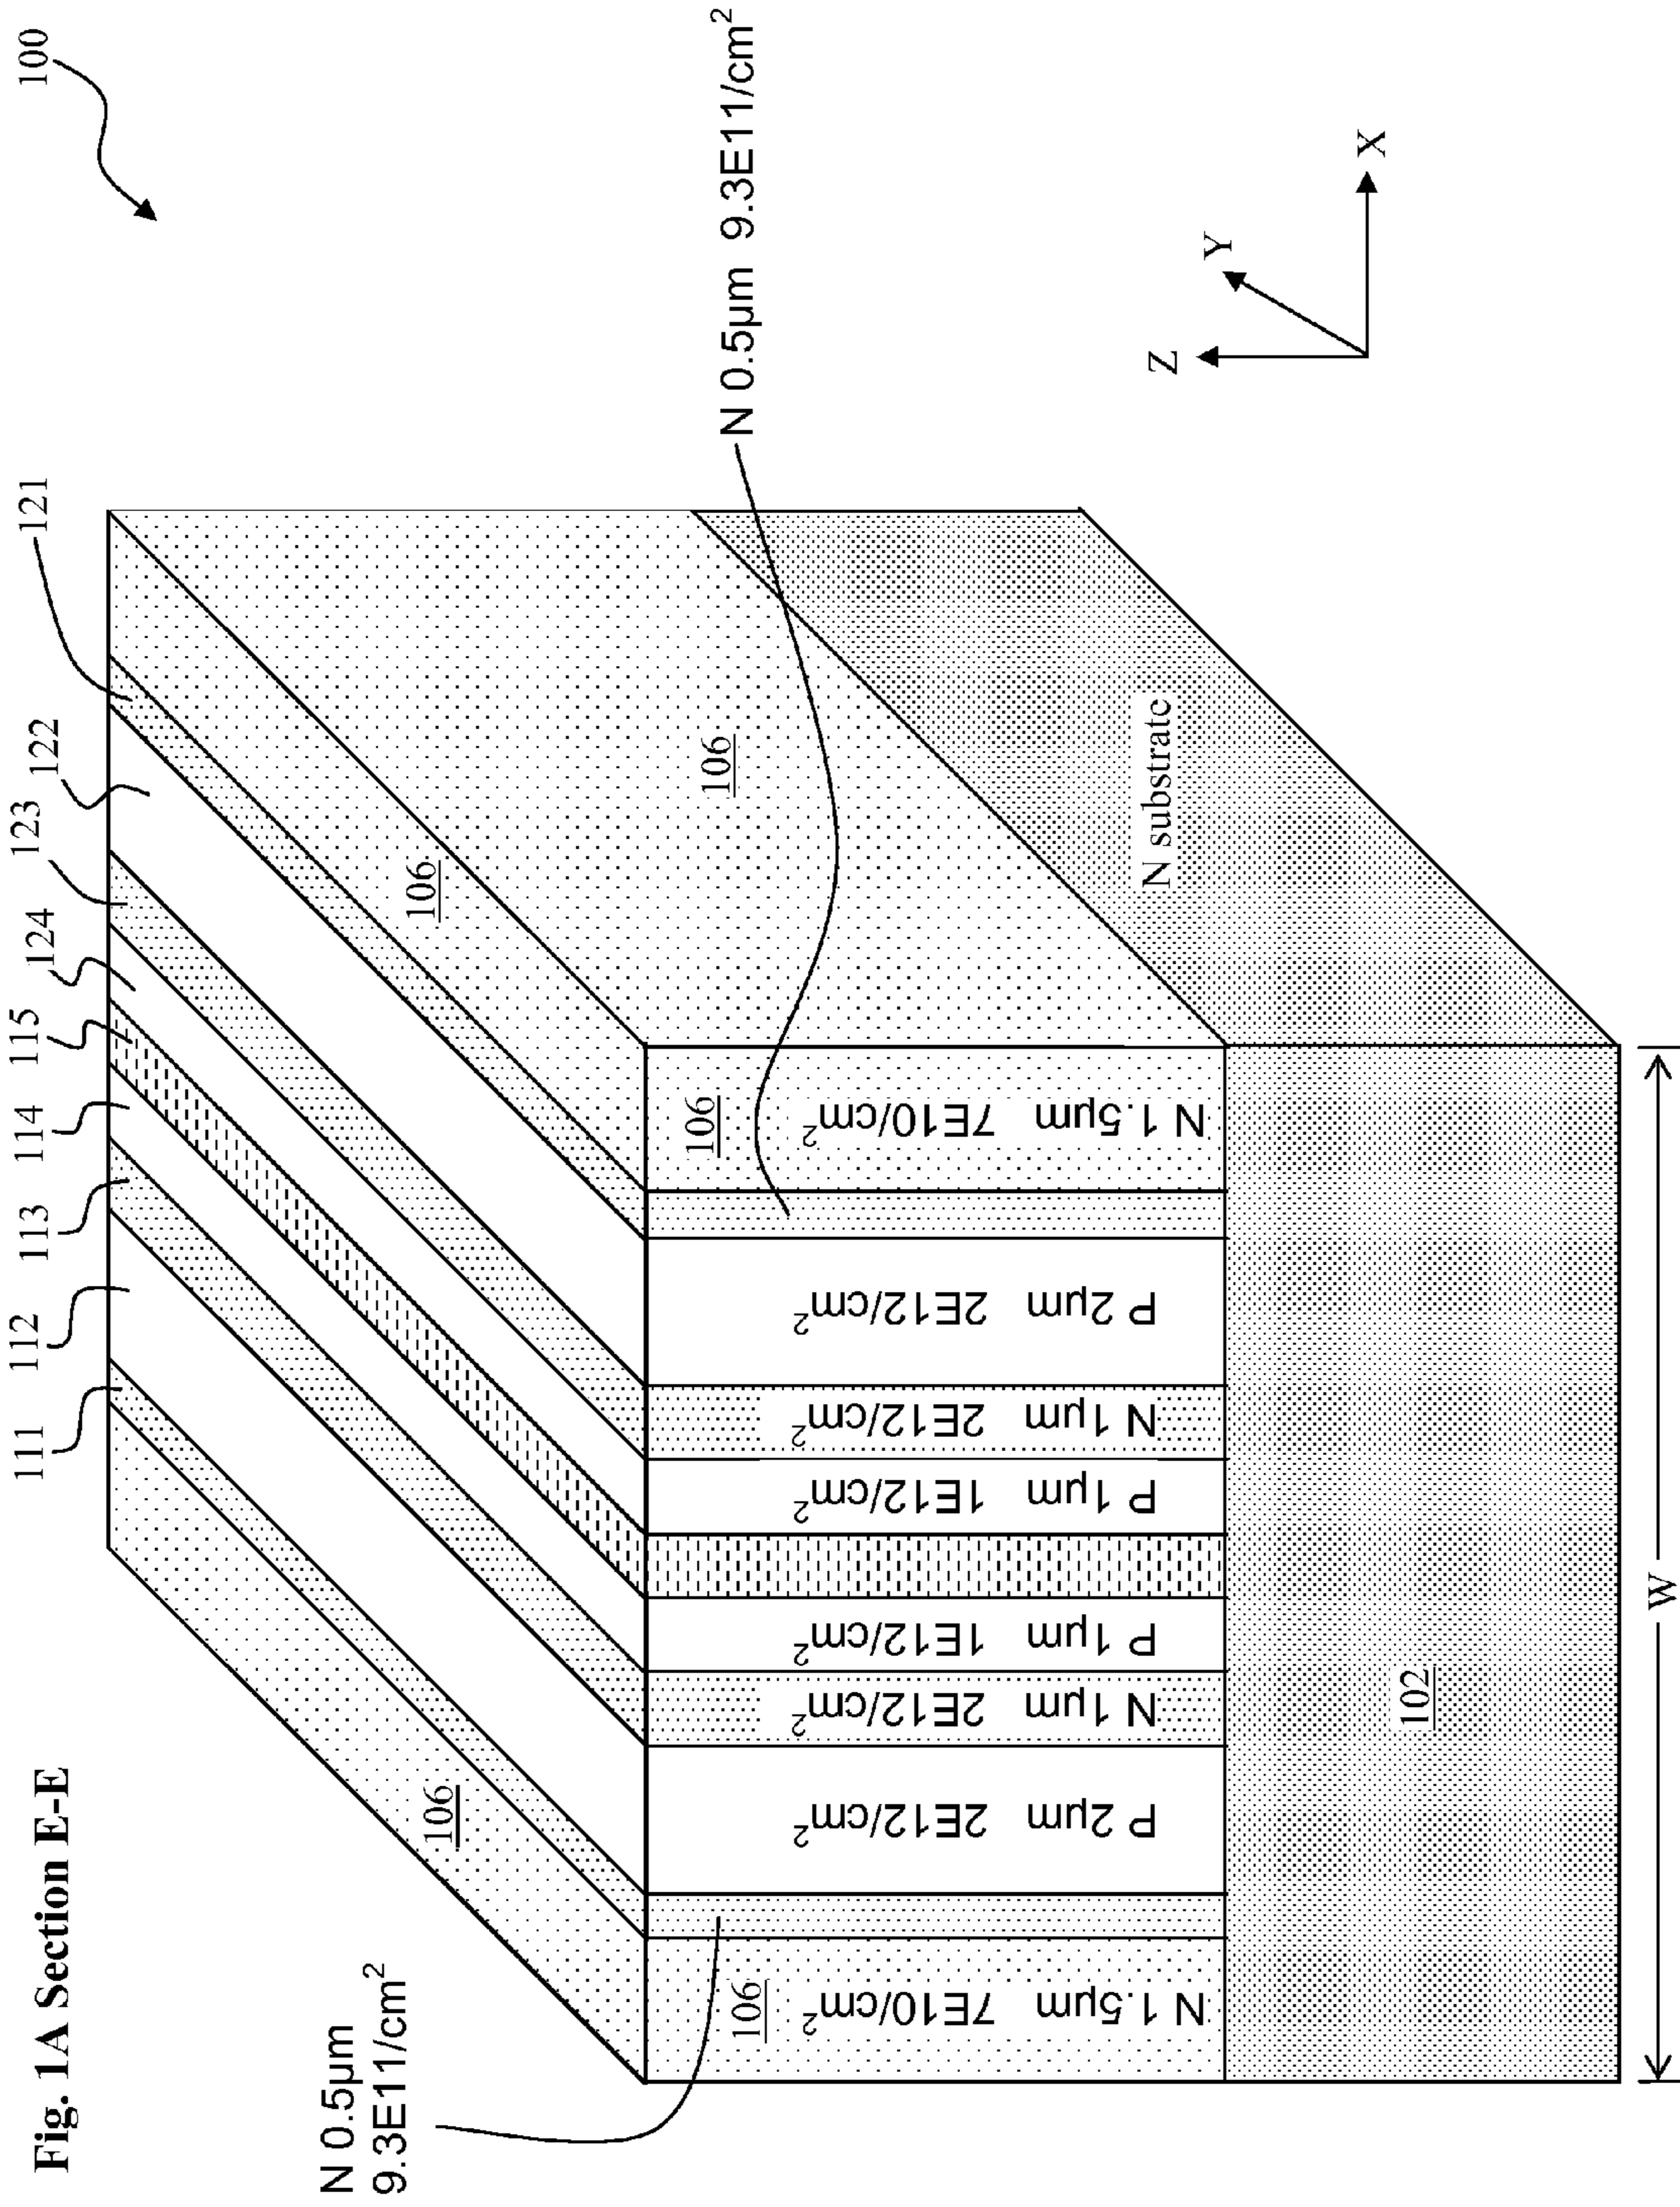 Fig. 1A Section E-E
100
111
112
113
114
115
124
123
122
121
N 0.5µm
9.3E11/cm²
N 0.5µm 9.3E11/cm²
106
106
106
106
N 1.5µm 7E10/cm²
P 2µm 2E12/cm²
N 1µm 2E12/cm²
P 1µm 1E12/cm²
P 1µm 1E12/cm²
N 1µm 2E12/cm²
P 2µm 2E12/cm²
106
N 1.5µm 7E10/cm²
N substrate
102
W
Z
Y
X